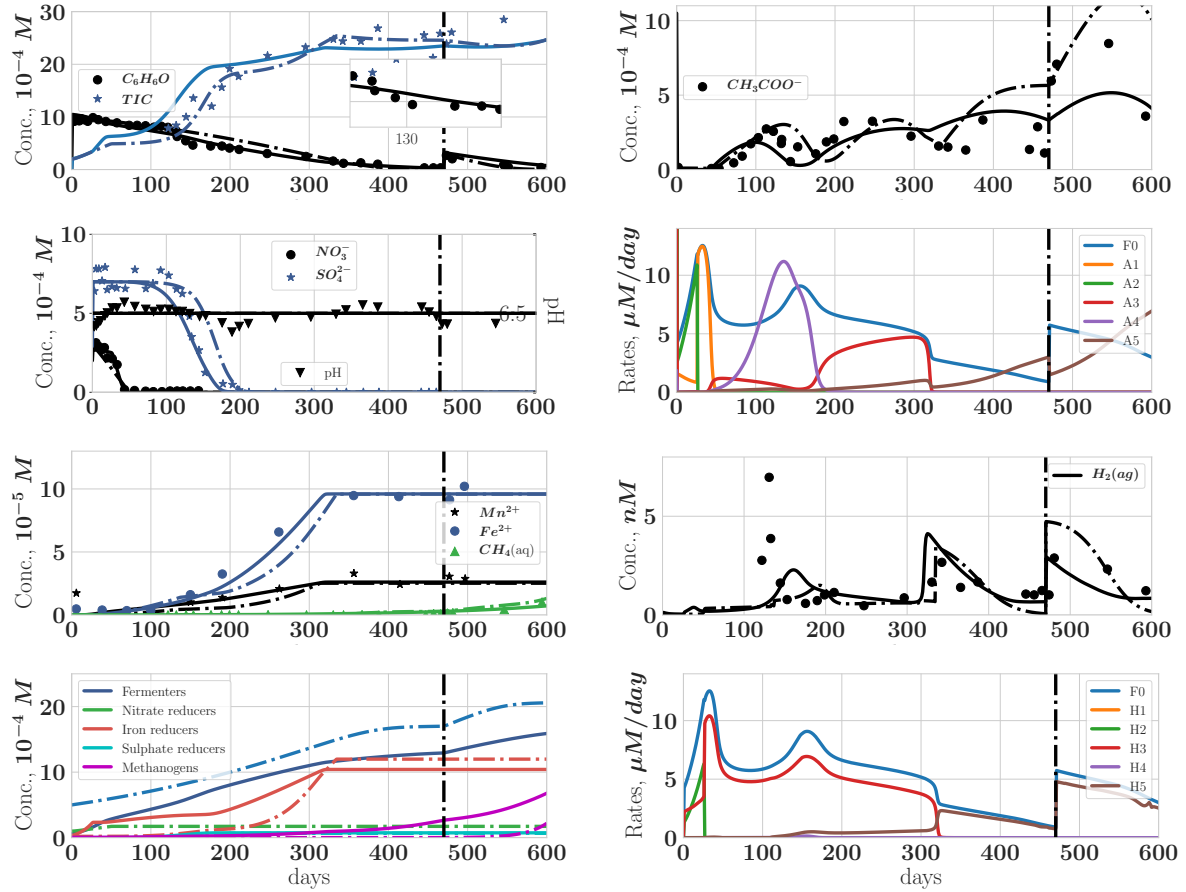 Conc., 10⁻⁴ M
30
20
10
0
C₆H₆O
TIC
130
0 100 200 300 400 500 600
Conc., 10⁻⁴ M
10
5
0
CH₃COO⁻
0 100 200 300 400 500 600
Conc., 10⁻⁴ M
10
5
0
NO₃⁻
SO₄²⁻
pH
6.5
pH
0 100 200 300 400 500 600
Rates, μM/day
10
5
0
F0
A1
A2
A3
A4
A5
0 100 200 300 400 500 600
Conc., 10⁻⁵ M
10
5
0
Mn²⁺
Fe²⁺
CH₄(aq)
0 100 200 300 400 500 600
Conc., nM
5
0
H₂(ag)
0 100 200 300 400 500 600
Conc., 10⁻⁴ M
20
10
0
Fermenters
Nitrate reducers
Iron reducers
Sulphate reducers
Methanogens
0 100 200 300 400 500 600
days
Rates, μM/day
10
5
0
F0
H1
H2
H3
H4
H5
0 100 200 300 400 500 600
days